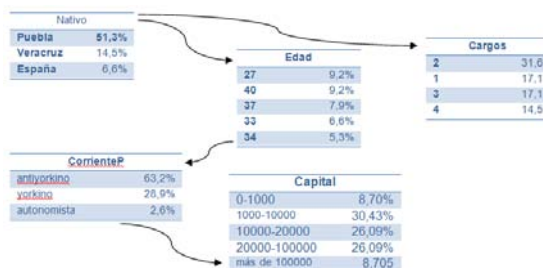 Nativo
Puebla 51,3%
Veracruz 14,5%
España 6,6%
Edad
27 9,2%
40 9,2%
37 7,9%
33 6,6%
34 5,3%
Cargos
2 31,6
1 17,1
3 17,1
4 14,5
CorrienteP
antiyorkino 63,2%
yorkino 28,9%
autonomista 2,6%
Capital
0-1000 8,70%
1000-10000 30,43%
10000-20000 26,09%
20000-100000 26,09%
más de 100000 8.705